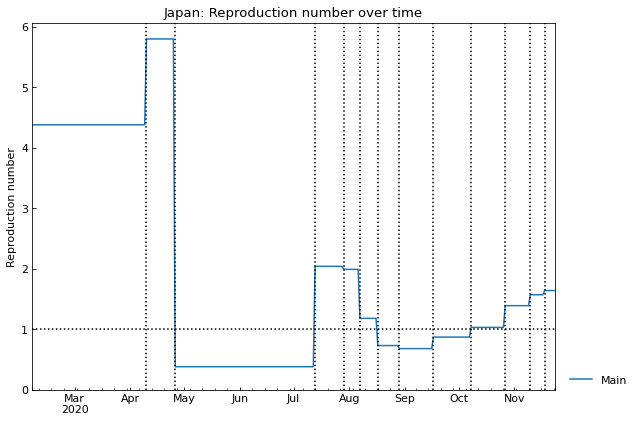 Japan: Reproduction number over time
Reproduction number
6
5
4
3
2
1
0
Mar
2020
Apr
May
Jun
Jul
Aug
Sep
Oct
Nov
Main